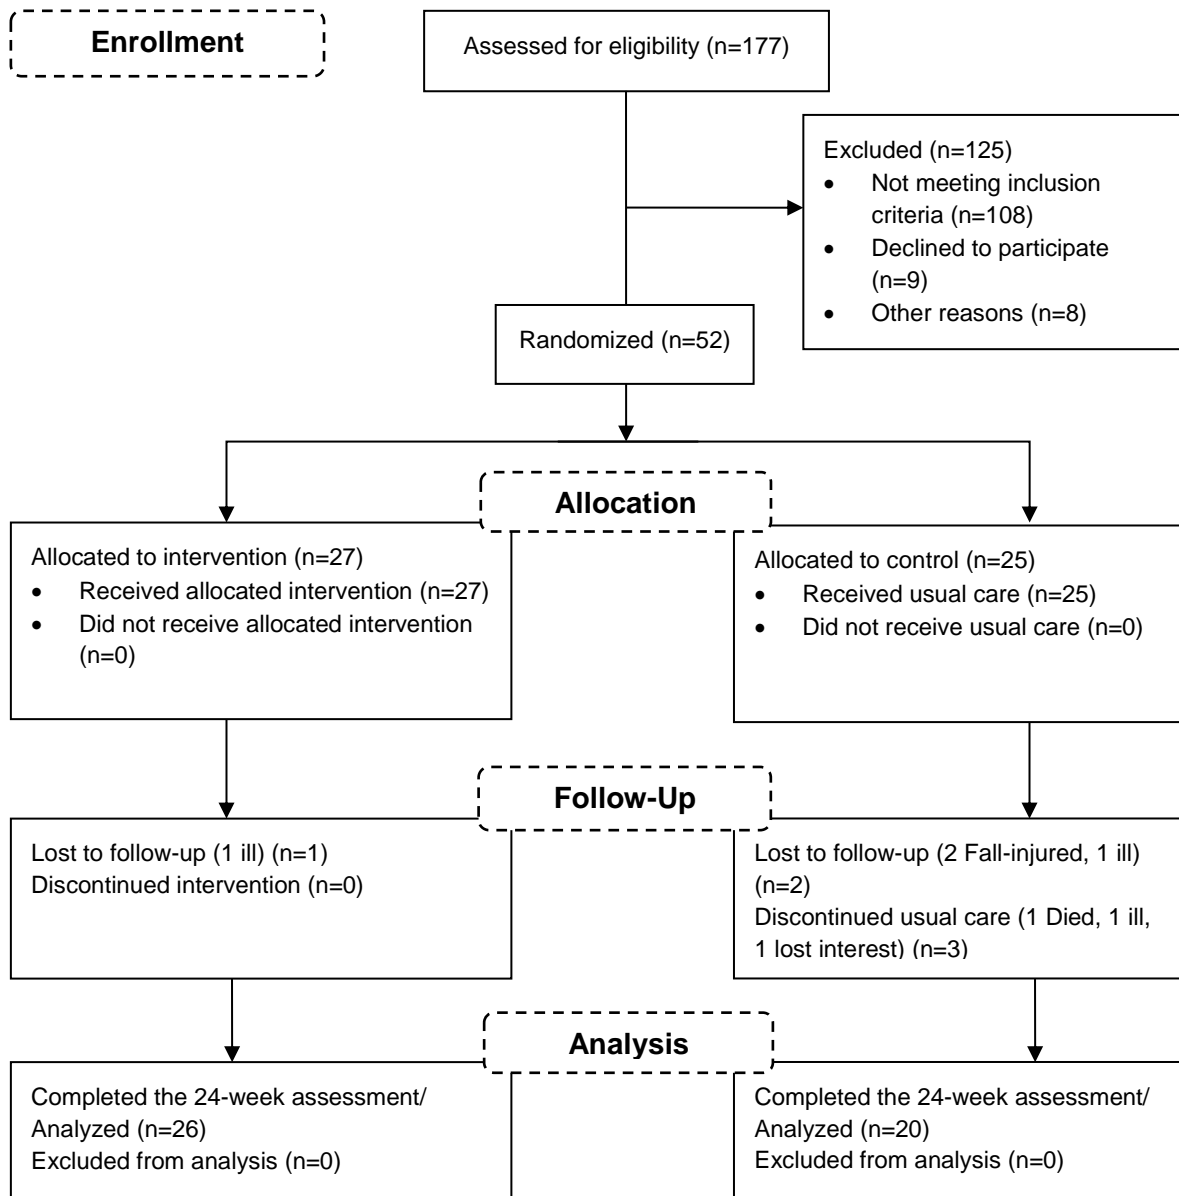 Enrollment
Assessed for eligibility (n=177)
Excluded (n=125)
• Not meeting inclusion
criteria (n=108)
• Declined to participate
(n=9)
• Other reasons (n=8)
Randomized (n=52)
Allocation
Allocated to intervention (n=27)
• Received allocated intervention (n=27)
• Did not receive allocated intervention
(n=0)
Allocated to control (n=25)
• Received usual care (n=25)
• Did not receive usual care (n=0)
Follow-Up
Lost to follow-up (1 ill) (n=1)
Discontinued intervention (n=0)
Lost to follow-up (2 Fall-injured, 1 ill)
(n=2)
Discontinued usual care (1 Died, 1 ill,
1 lost interest) (n=3)
Analysis
Completed the 24-week assessment/
Analyzed (n=26)
Excluded from analysis (n=0)
Completed the 24-week assessment/
Analyzed (n=20)
Excluded from analysis (n=0)